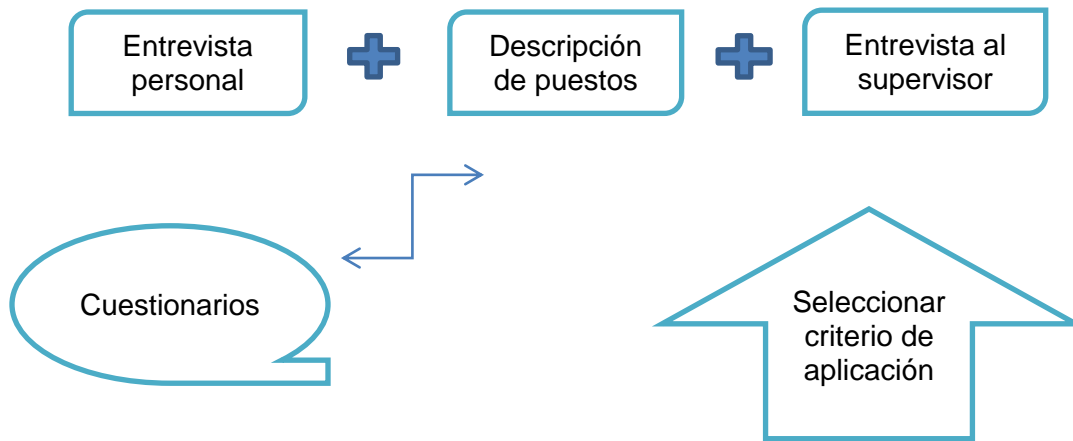 Entrevista
personal
Descripción
de puestos
Entrevista al
supervisor
Cuestionarios
Seleccionar
criterio de
aplicación